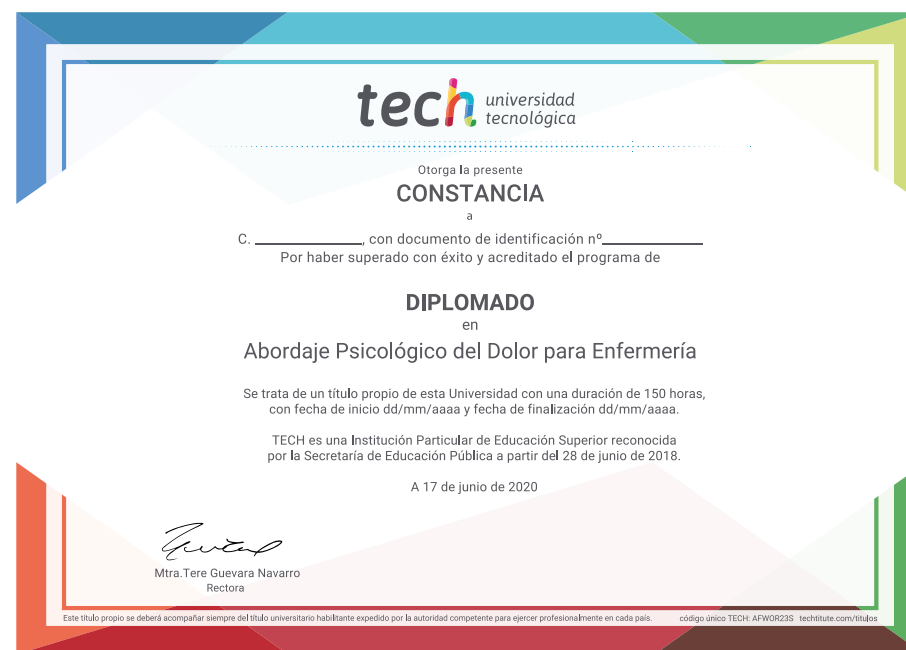 tech universidad
tecnológica
Otorga la presente
CONSTANCIA
a
C. ____________, con documento de identificación nº____________
Por haber superado con éxito y acreditado el programa de
DIPLOMADO
en
Abordaje Psicológico del Dolor para Enfermería
Se trata de un título propio de esta Universidad con una duración de 150 horas,
con fecha de inicio dd/mm/aaaa y fecha de finalización dd/mm/aaaa.
TECH es una Institución Particular de Educación Superior reconocida
por la Secretaría de Educación Pública a partir del 28 de junio de 2018.
A 17 de junio de 2020
Mtra.Tere Guevara Navarro
Rectora
Este título propio se deberá acompañar siempre del título universitario habilitante expedido por la autoridad competente para ejercer profesionalmente en cada país. código único TECH: AFWOR23S techtitute.com/titulos